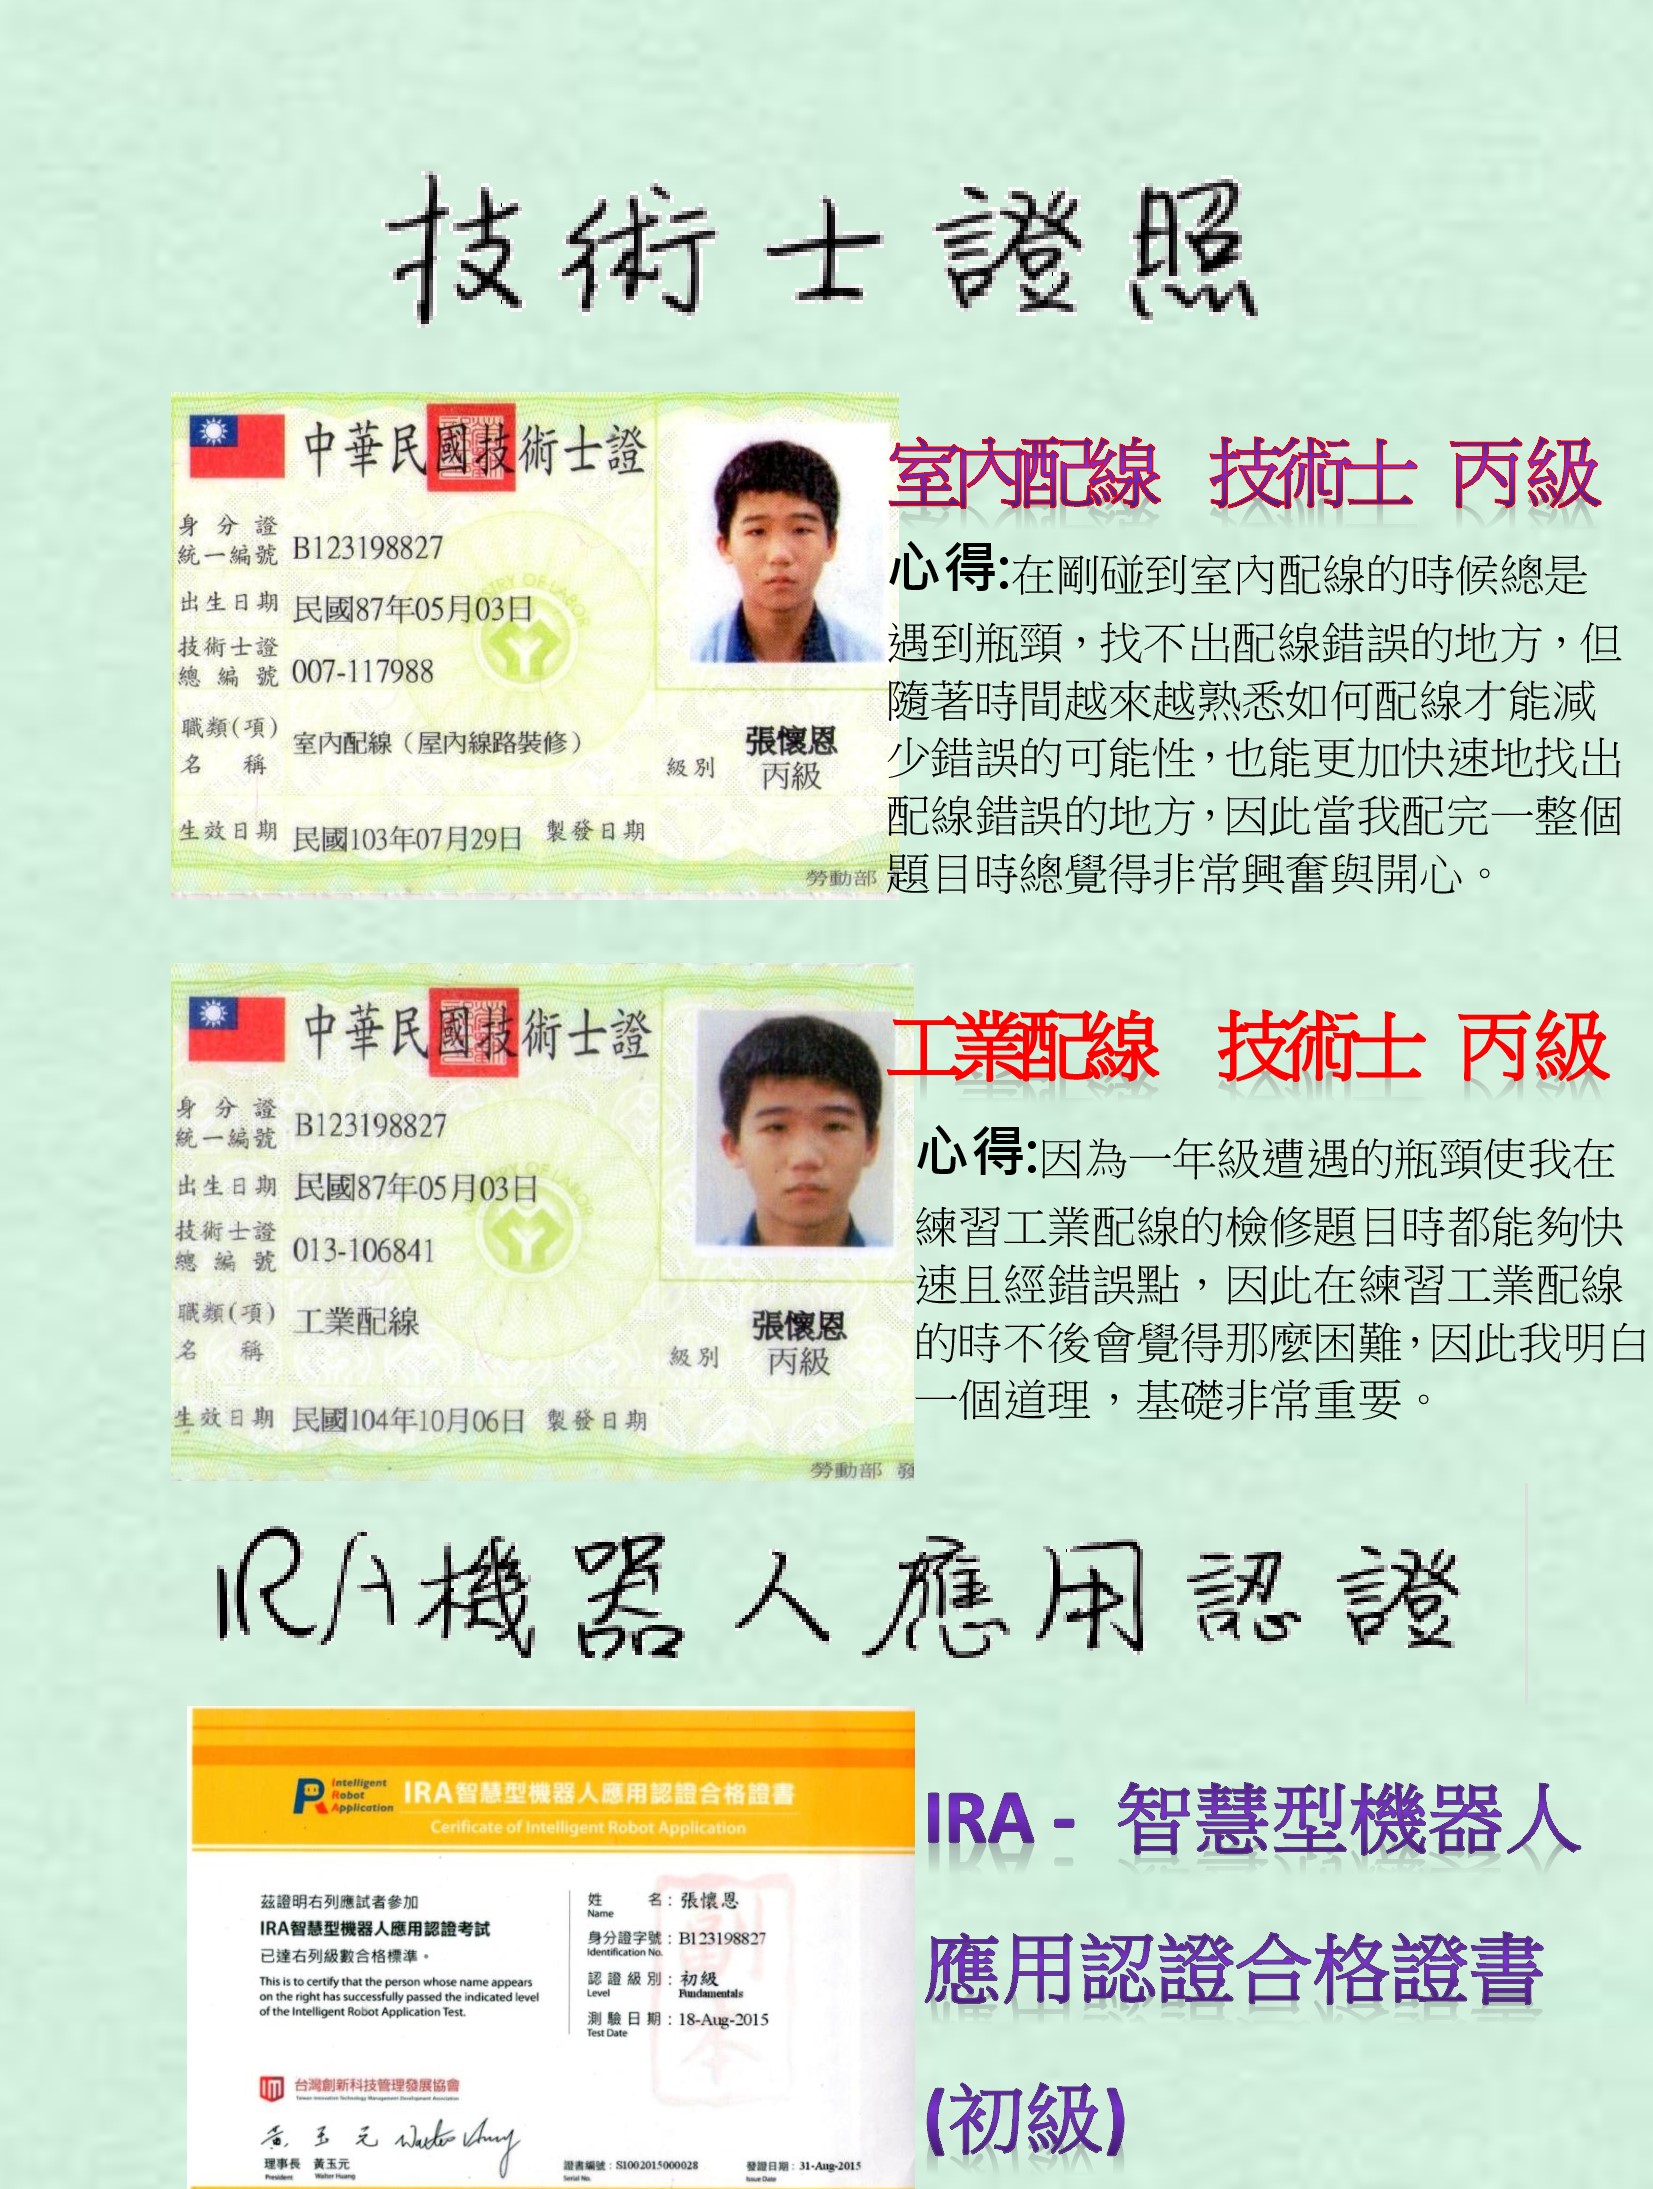 技術士證照
中華民國技術士證
身分證
統一編號 B123198827
出生日期 民國87年05月03日
技術士證
總編號 007-117988
職類(項)
名稱 室內配線（屋內線路裝修）
張懷恩
級別 丙級
生效日期 民國103年07月29日 製發日期
勞動部
室內配線 技術士 丙級
心得:在剛碰到室內配線的時候總是
遇到瓶頸，找不出配線錯誤的地方，但
隨著時間越來越熟悉如何配線才能減
少錯誤的可能性，也能更加快速地找出
配線錯誤的地方，因此當我配完一整個
題目時總覺得非常興奮與開心。
中華民國技術士證
身分證
統一編號 B123198827
出生日期 民國87年05月03日
技術士證
總編號 013-106841
職類(項)
名稱 工業配線
張懷恩
級別 丙級
生效日期 民國104年10月06日 製發日期
勞動部 發
工業配線 技術士 丙級
心得:因為一年級遭遇的瓶頸使我在
練習工業配線的檢修題目時都能夠快
速且經錯誤點，因此在練習工業配線
的時不後會覺得那麼困難，因此我明白
一個道理，基礎非常重要。
IRA機器人應用認證
Intelligent
Robot
Application
IRA智慧型機器人應用認證合格證書
Cerificate of Intelligent Robot Application
茲證明右列應試者參加
IRA智慧型機器人應用認證考試
已達右列級數合格標準。
This is to certify that the person whose name appears
on the right has successfully passed the indicated level
of the Intelligent Robot Application Test.
姓名：張懷恩
Name
身分證字號：B123198827
Identification No.
認證級別：初級
Level Fundamentals
測驗日期：18-Aug-2015
Test Date
副本
台灣創新科技管理發展協會
Taiwan Innovative Technology Management Development Association
黃玉元 Walter Huang
理事長 黃玉元
President Walter Huang
證書編號：S1002015000028
Serial No.
發證日期：31-Aug-2015
Issue Date
IRA - 智慧型機器人
應用認證合格證書
(初級)